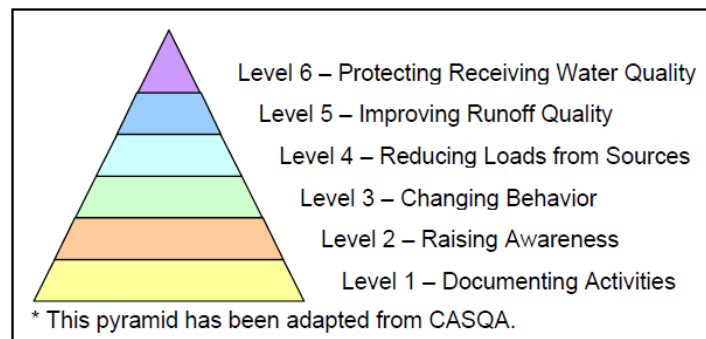 Level 6 – Protecting Receiving Water Quality
Level 5 – Improving Runoff Quality
Level 4 – Reducing Loads from Sources
Level 3 – Changing Behavior
Level 2 – Raising Awareness
Level 1 – Documenting Activities
* This pyramid has been adapted from CASQA.